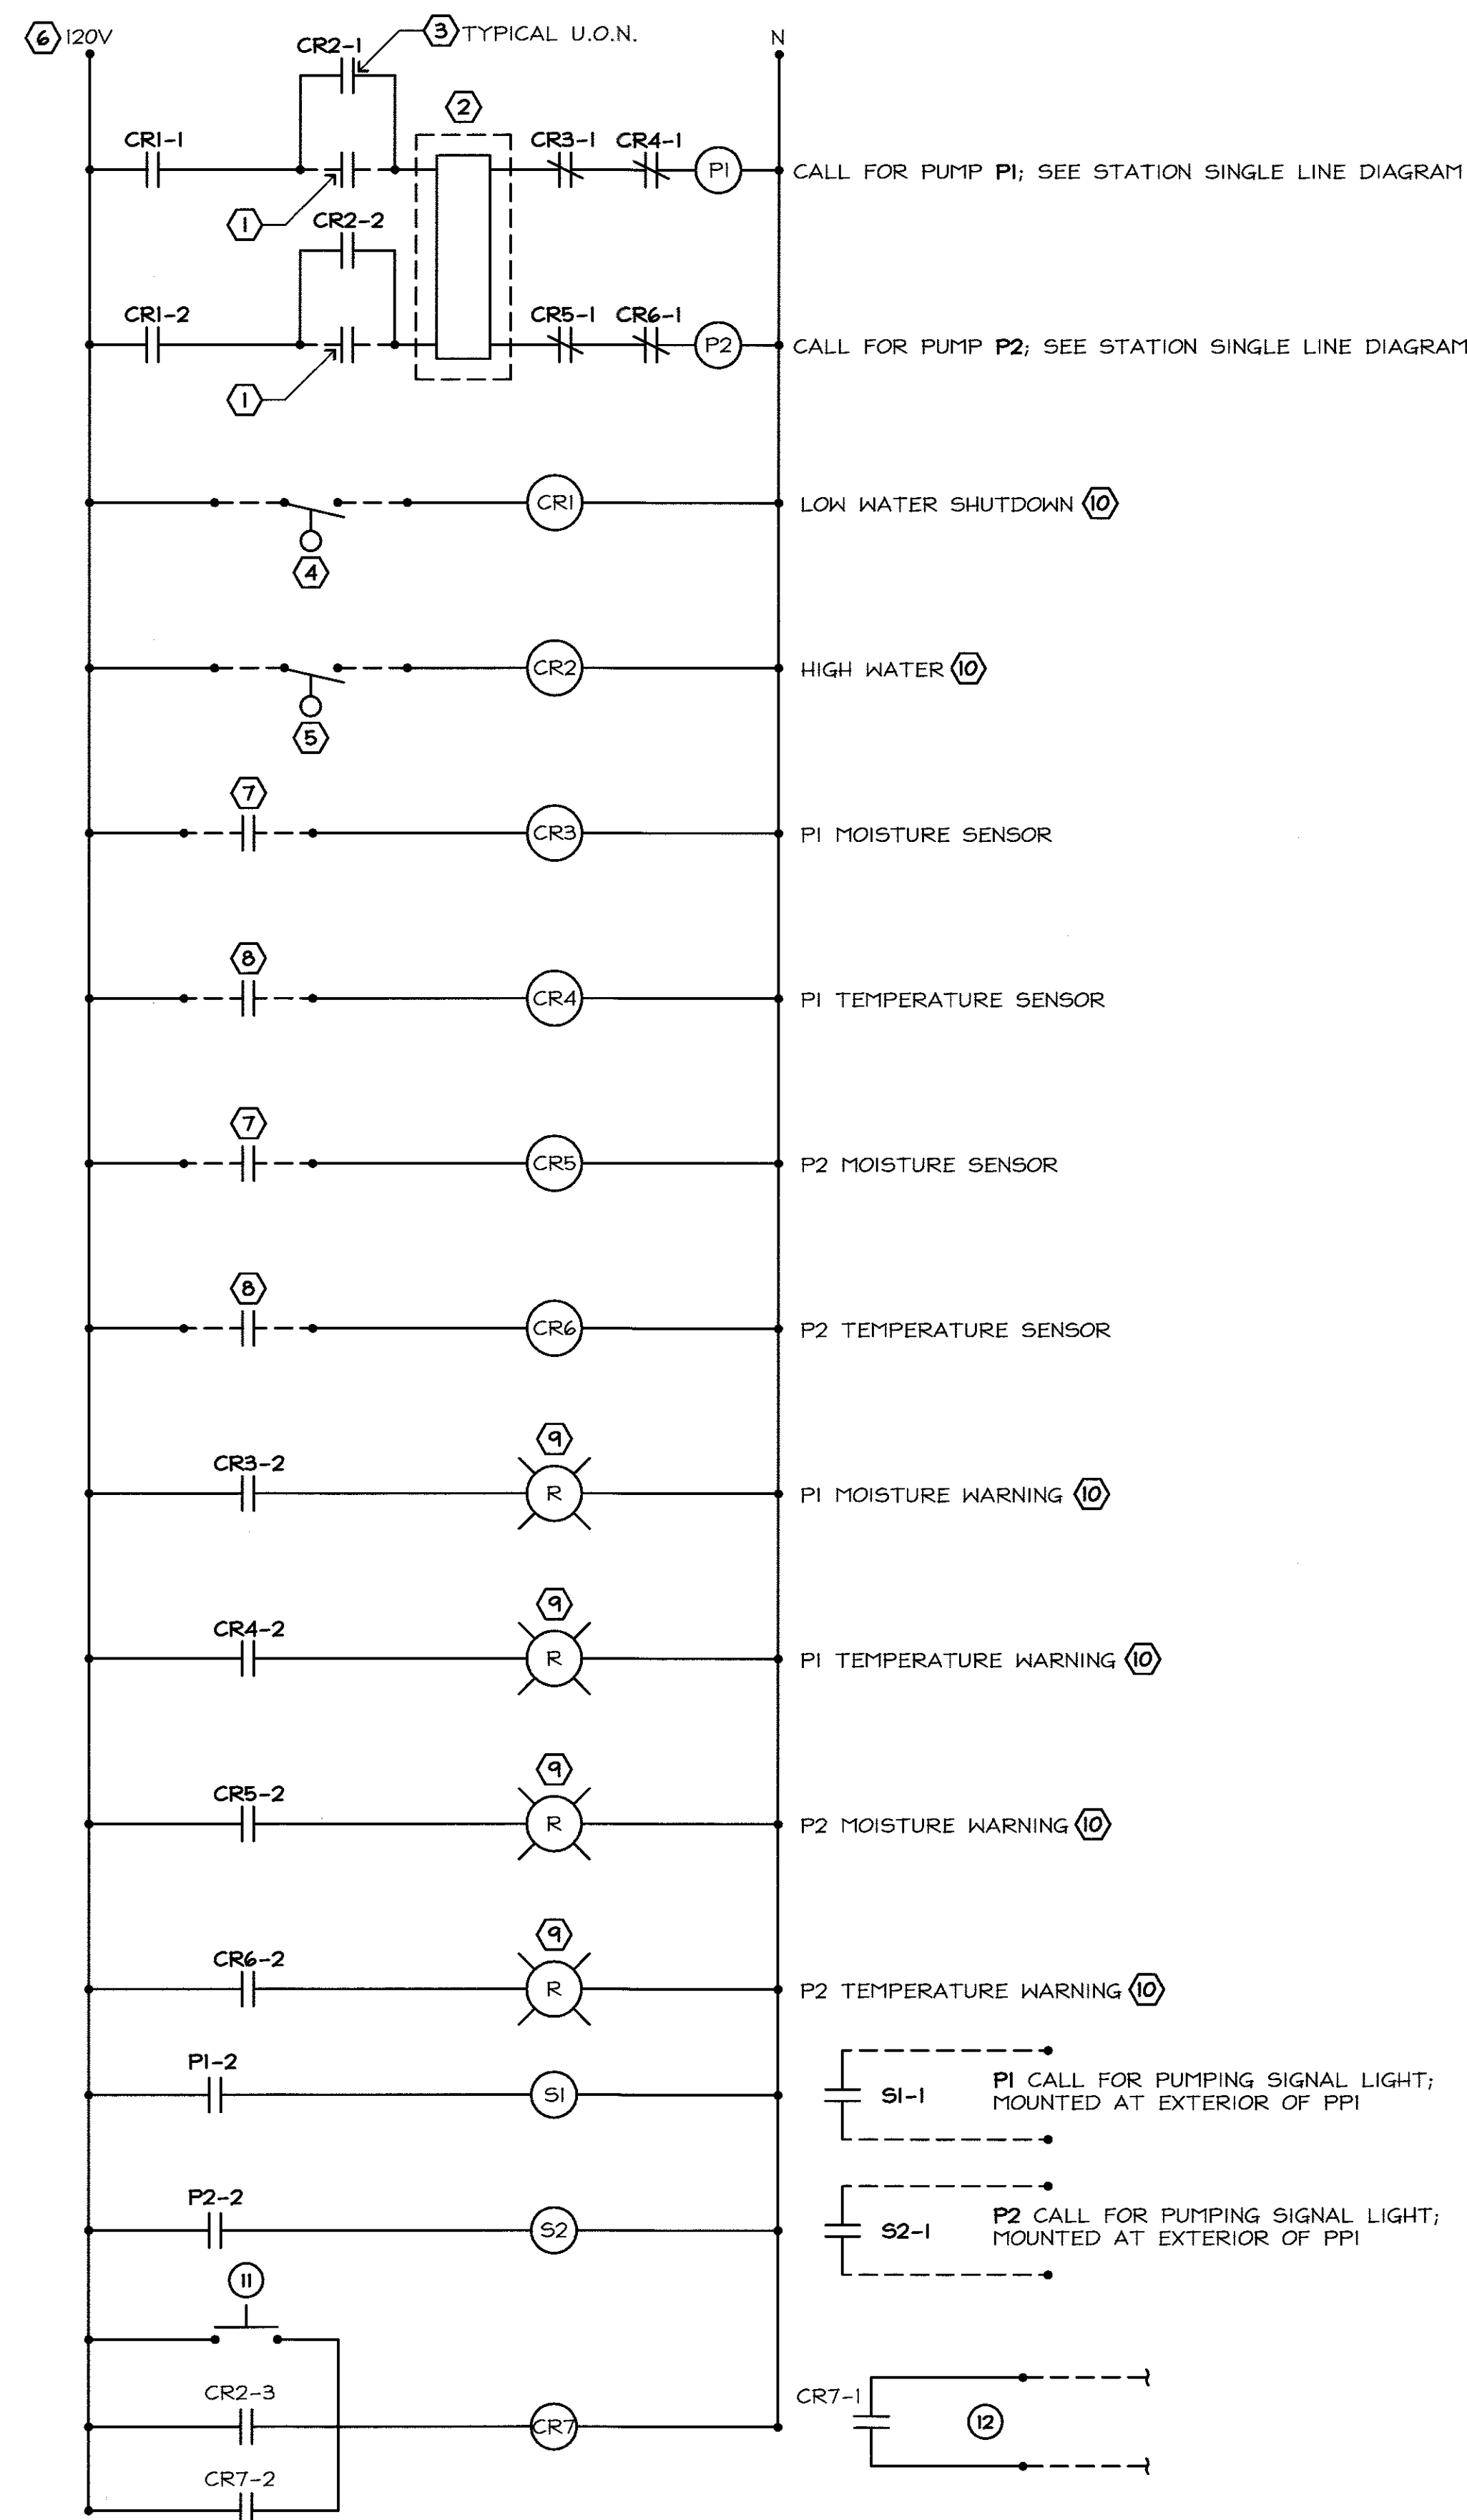 6 120V
CR2-1
3 TYPICAL U.O.N.
N
2
CR1-1
CR3-1 CR4-1
P1
CALL FOR PUMP P1; SEE STATION SINGLE LINE DIAGRAM
1
CR2-2
CR1-2
CR5-1 CR6-1
P2
CALL FOR PUMP P2; SEE STATION SINGLE LINE DIAGRAM
1
CR1
LOW WATER SHUTDOWN 10
4
CR2
HIGH WATER 10
5
7
CR3
P1 MOISTURE SENSOR
8
CR4
P1 TEMPERATURE SENSOR
7
CR5
P2 MOISTURE SENSOR
8
CR6
P2 TEMPERATURE SENSOR
9
CR3-2
R
P1 MOISTURE WARNING 10
9
CR4-2
R
P1 TEMPERATURE WARNING 10
9
CR5-2
R
P2 MOISTURE WARNING 10
9
CR6-2
R
P2 TEMPERATURE WARNING 10
P1-2
S1
S1-1
P1 CALL FOR PUMPING SIGNAL LIGHT;
MOUNTED AT EXTERIOR OF PP1
P2-2
S2
S2-1
P2 CALL FOR PUMPING SIGNAL LIGHT;
MOUNTED AT EXTERIOR OF PP1
11
CR2-3
CR7
CR7-1
12
CR7-2